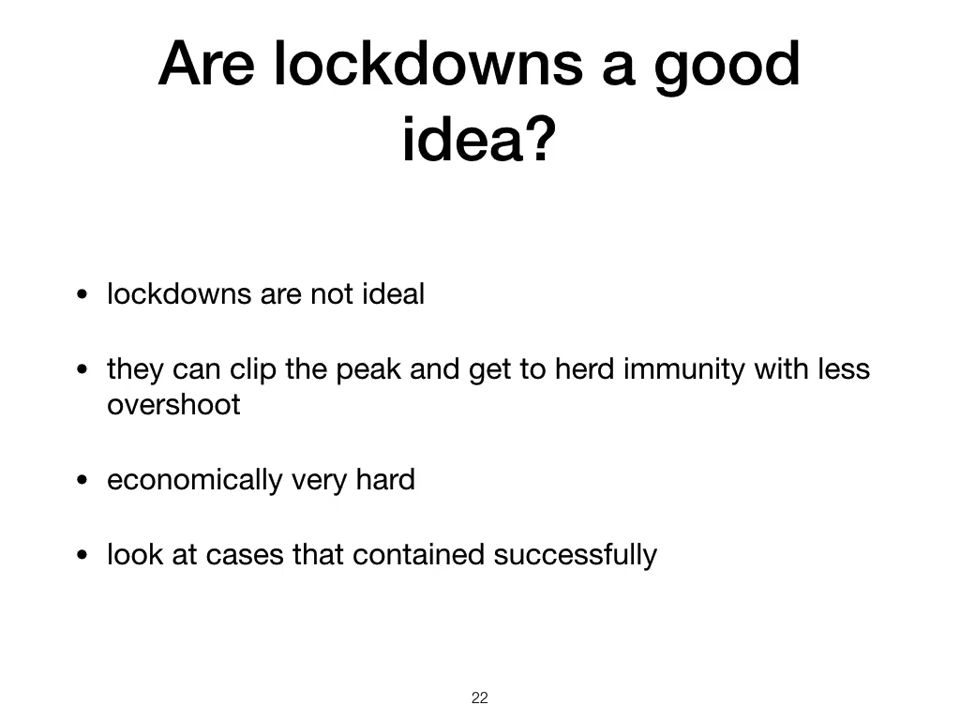 Are lockdowns a good
idea?
• lockdowns are not ideal
• they can clip the peak and get to herd immunity with less
overshoot
• economically very hard
• look at cases that contained successfully
22